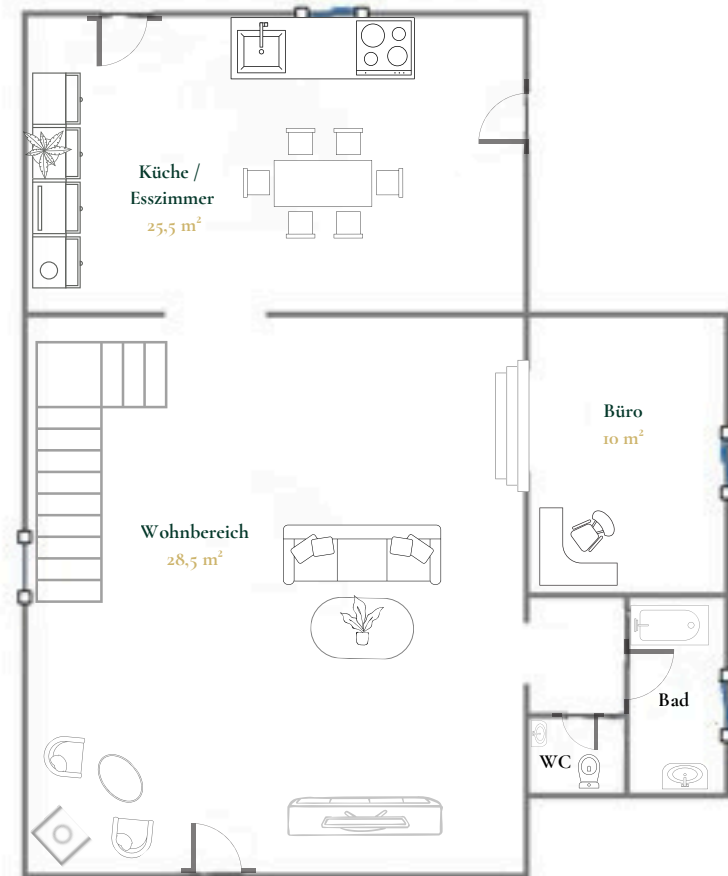 Küche /
Esszimmer
25,5 m²
Büro
10 m²
Wohnbereich
28,5 m²
Bad
WC